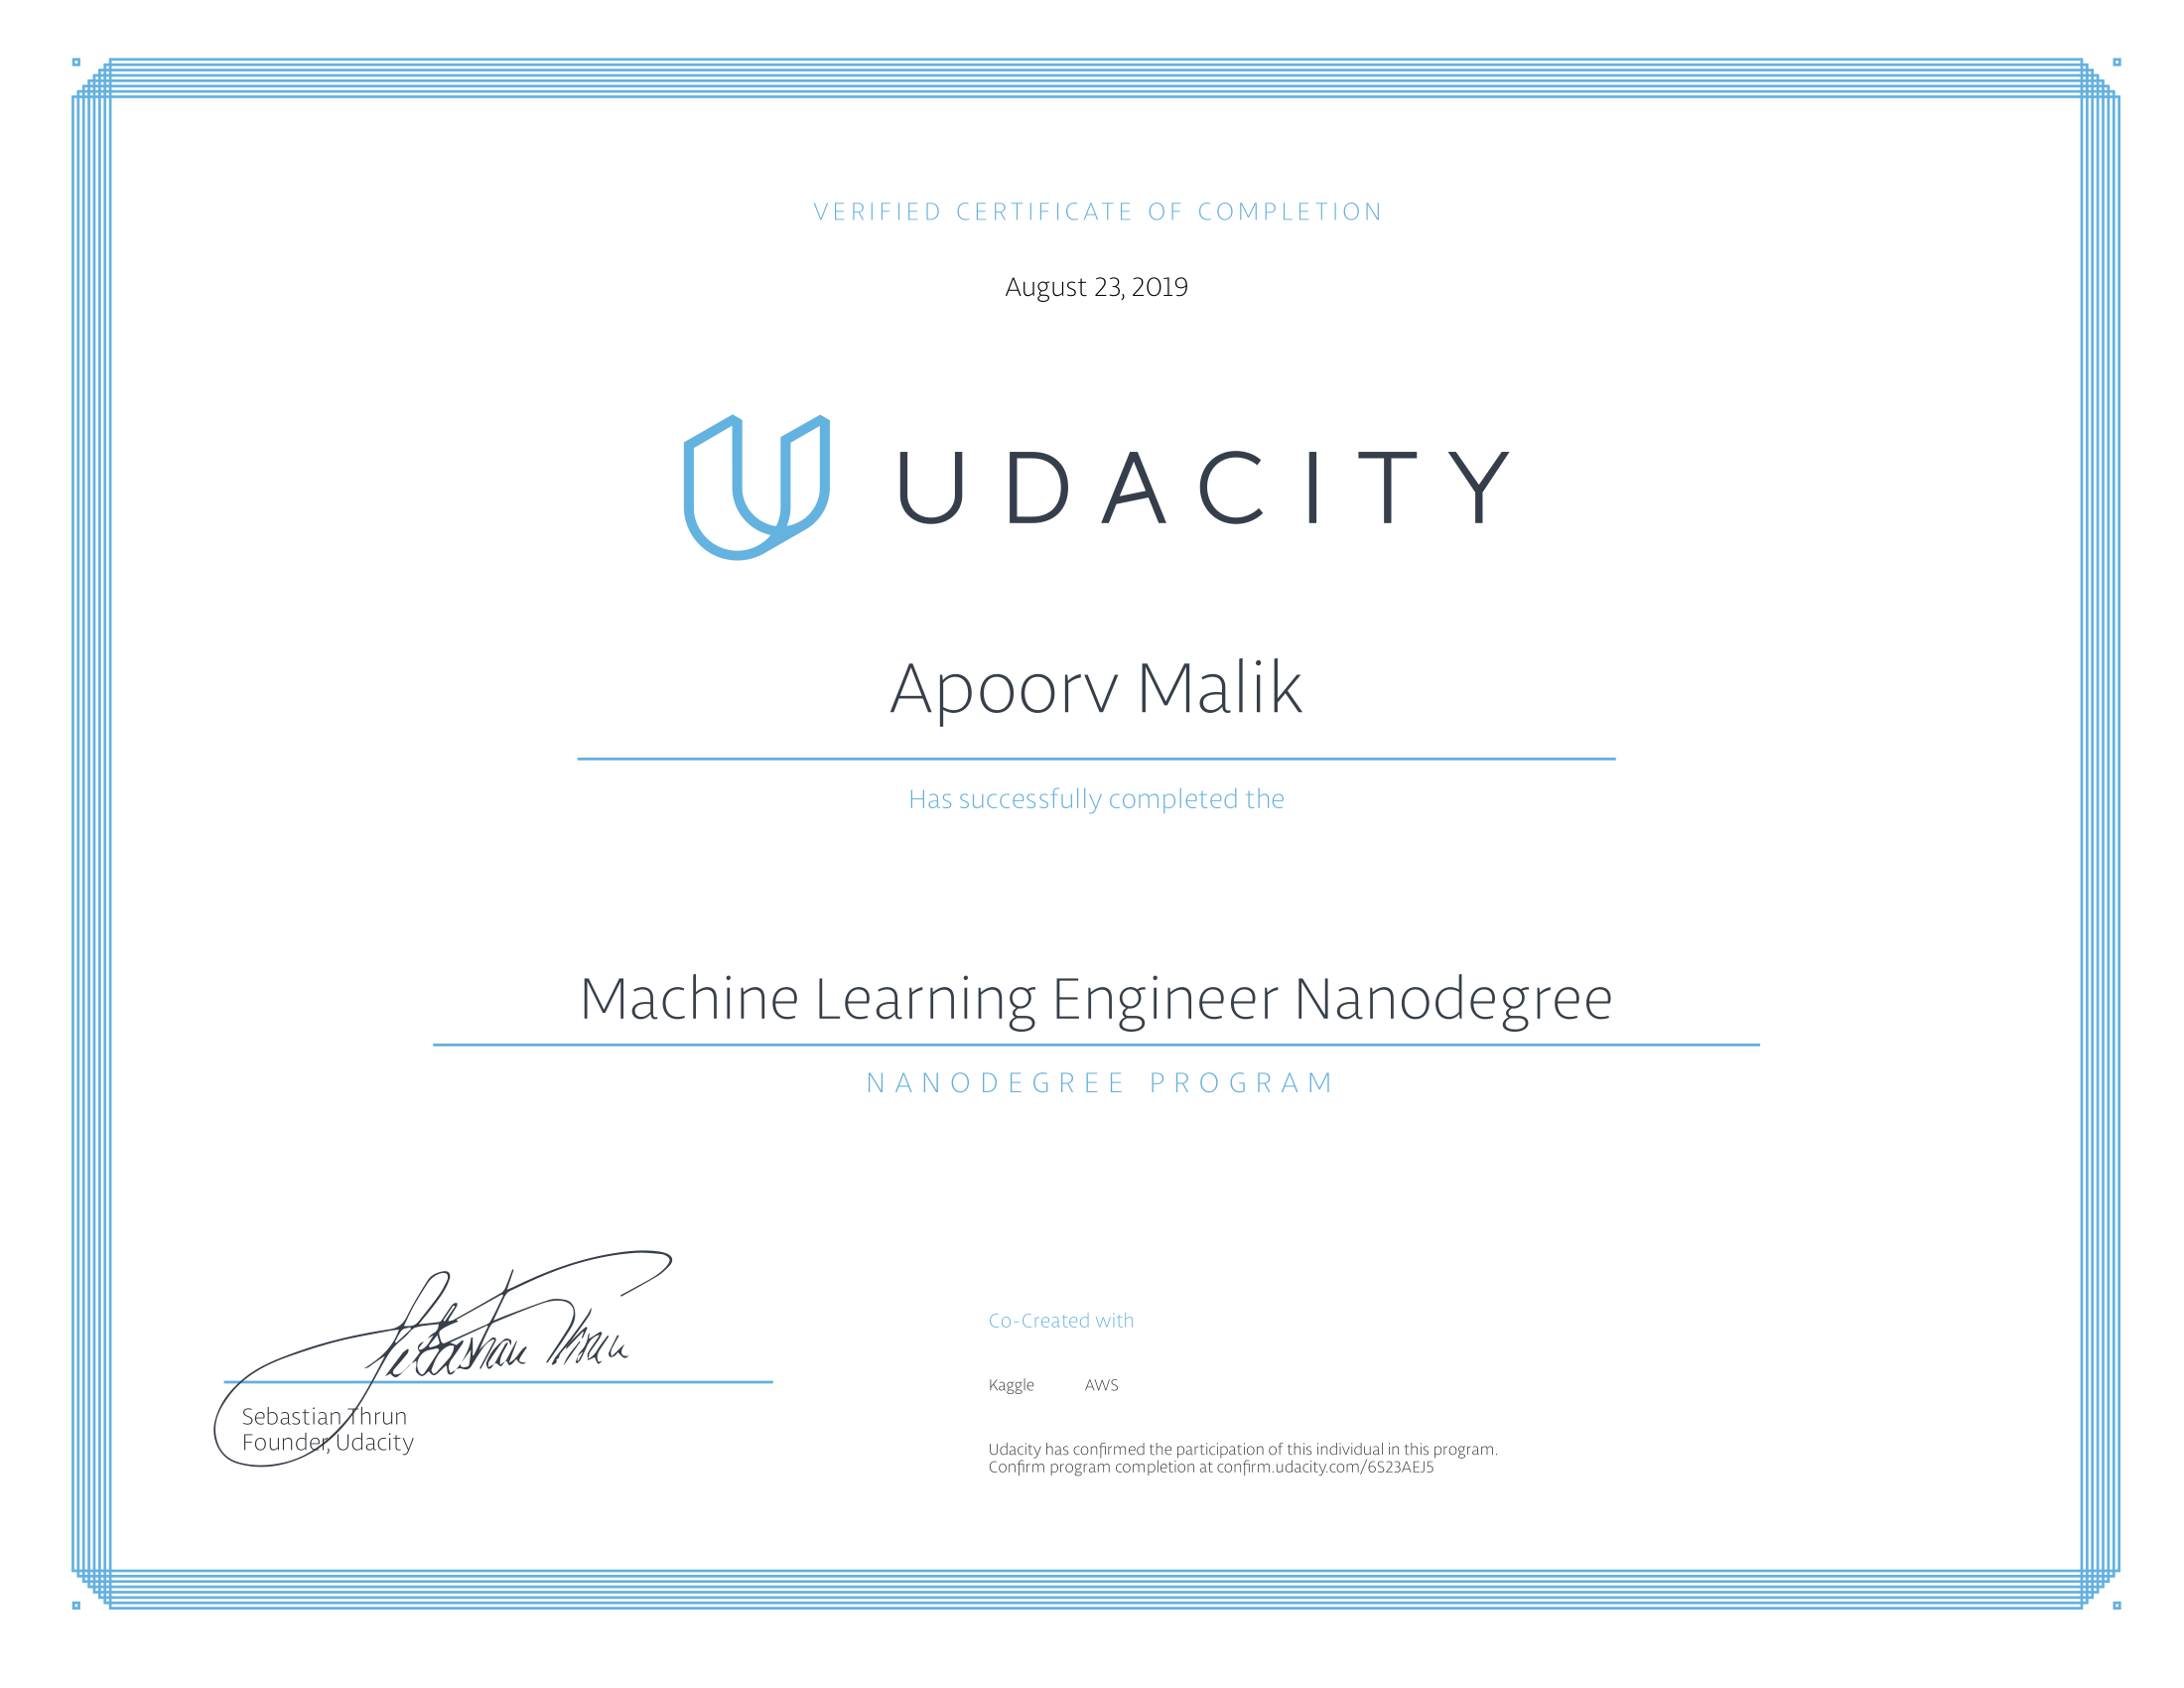 VERIFIED CERTIFICATE OF COMPLETION
August 23, 2019
UDACITY
Apoorv Malik
Has successfully completed the
Machine Learning Engineer Nanodegree
NANODEGREE PROGRAM
Sebastian Thrun
Sebastian Thrun
Founder, Udacity
Co-Created with
Kaggle AWS
Udacity has confirmed the participation of this individual in this program.
Confirm program completion at confirm.udacity.com/6S23AEJ5